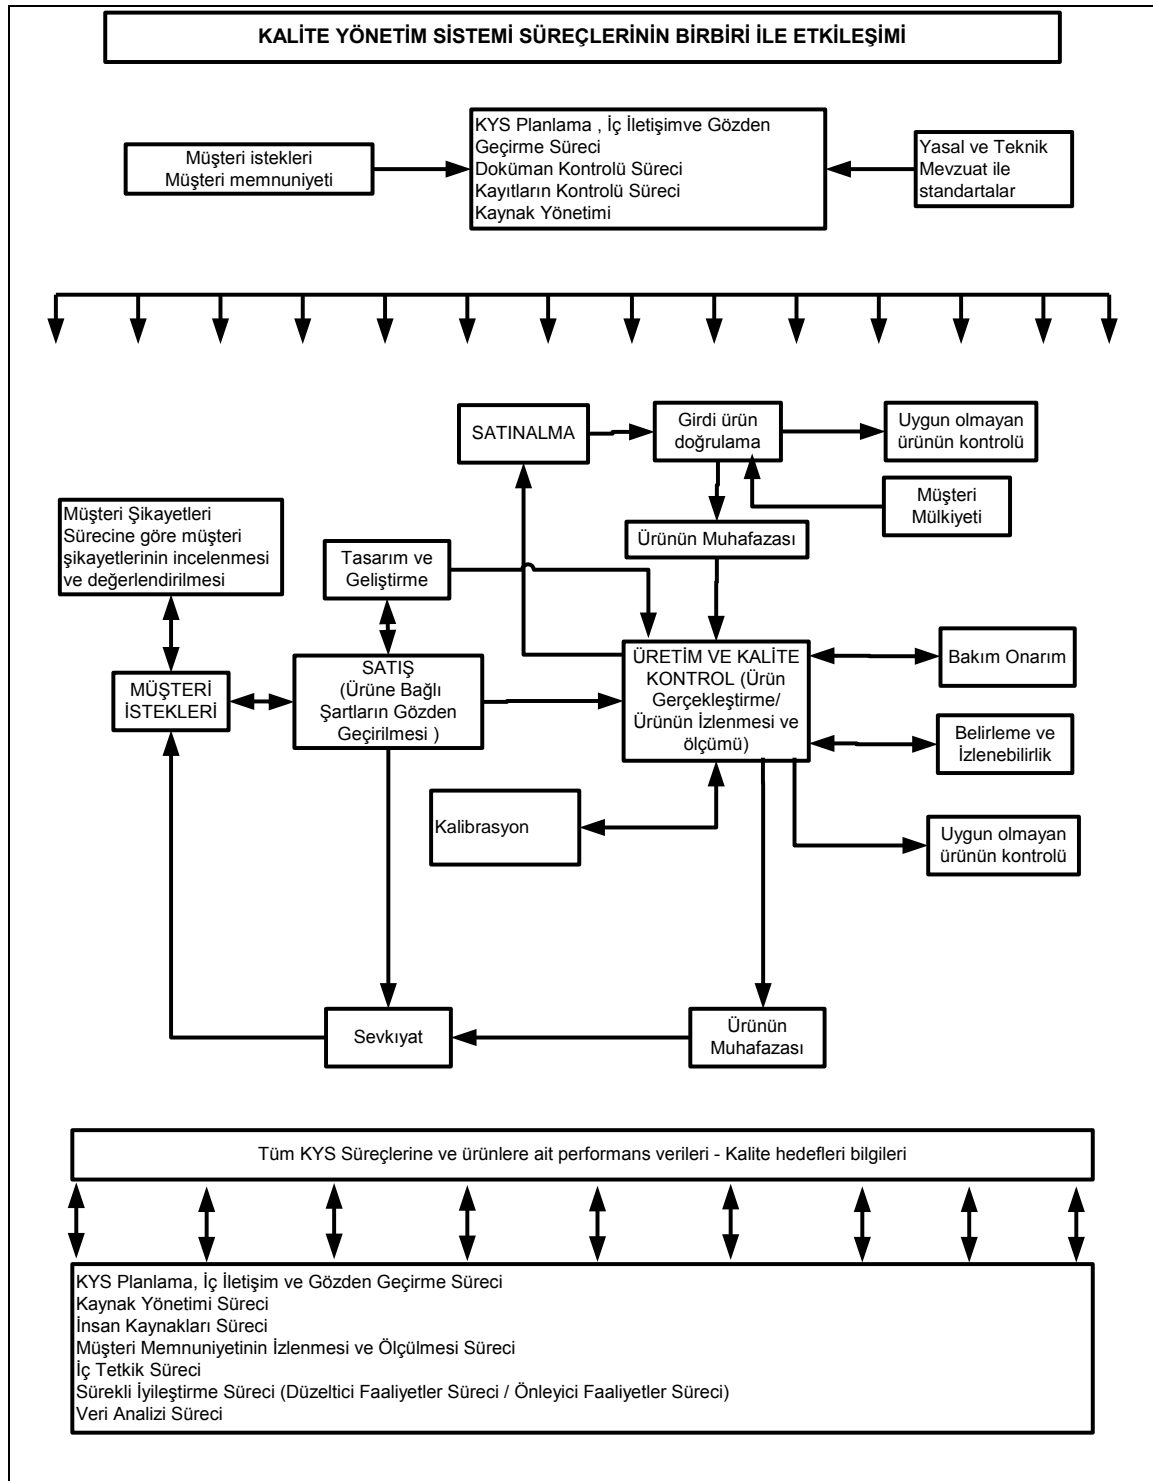 KALİTE YÖNETİM SİSTEMİ SÜREÇLERİNİN BİRBİRİ İLE ETKİLEŞİMİ
Müşteri istekleri
Müşteri memnuniyeti
KYS Planlama , İç İletişimve Gözden
Geçirme Süreci
Doküman Kontrolü Süreci
Kayıtların Kontrolü Süreci
Kaynak Yönetimi
Yasal ve Teknik
Mevzuat ile
standartalar
SATINALMA
Girdi ürün
doğrulama
Uygun olmayan
ürünün kontrolü
Müşteri
Mülkiyeti
Müşteri Şikayetleri
Sürecine göre müşteri
şikayetlerinin incelenmesi
ve değerlendirilmesi
Tasarım ve
Geliştirme
Ürünün Muhafazası
MÜŞTERİ
İSTEKLERİ
SATIŞ
(Ürüne Bağlı
Şartların Gözden
Geçirilmesi )
ÜRETİM VE KALİTE
KONTROL (Ürün
Gerçekleştirme/
Ürünün İzlenmesi ve
ölçümü)
Bakım Onarım
Belirleme ve
İzlenebilirlik
Kalibrasyon
Uygun olmayan
ürünün kontrolü
Sevkıyat
Ürünün
Muhafazası
Tüm KYS Süreçlerine ve ürünlere ait performans verileri - Kalite hedefleri bilgileri
KYS Planlama, İç İletişim ve Gözden Geçirme Süreci
Kaynak Yönetimi Süreci
İnsan Kaynakları Süreci
Müşteri Memnuniyetinin İzlenmesi ve Ölçülmesi Süreci
İç Tetkik Süreci
Sürekli İyileştirme Süreci (Düzeltici Faaliyetler Süreci / Önleyici Faaliyetler Süreci)
Veri Analizi Süreci